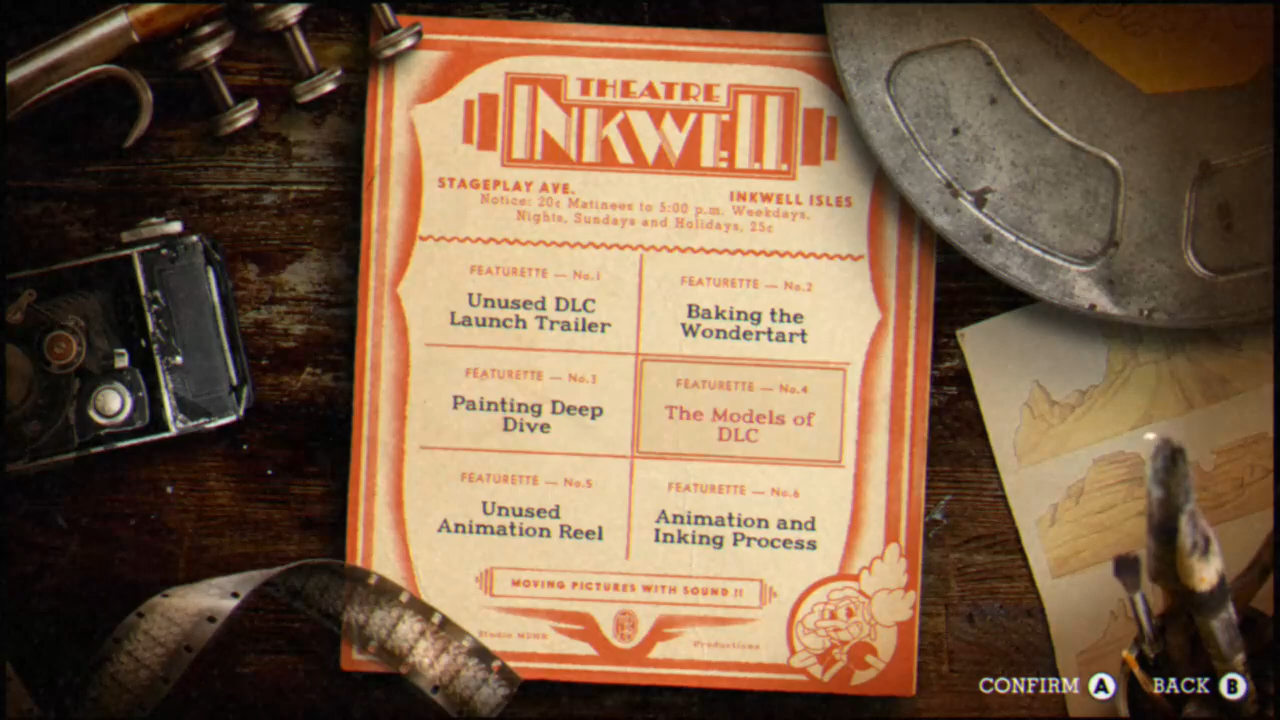 THEATRE
INKWELL
STAGEPLAY AVE.
INKWELL ISLES
Notice: 20¢ Matinees to 5:00 p.m. Weekdays,
Nights, Sundays and Holidays, 25¢
FEATURETTE — No.1
Unused DLC
Launch Trailer
FEATURETTE — No.2
Baking the
Wondertart
FEATURETTE — No.3
Painting Deep
Dive
FEATURETTE — No.4
The Models of
DLC
FEATURETTE — No.5
Unused
Animation Reel
FEATURETTE — No.6
Animation and
Inking Process
MOVING PICTURES WITH SOUND !!
Studio MDHR
Productions
CONFIRM A
BACK B